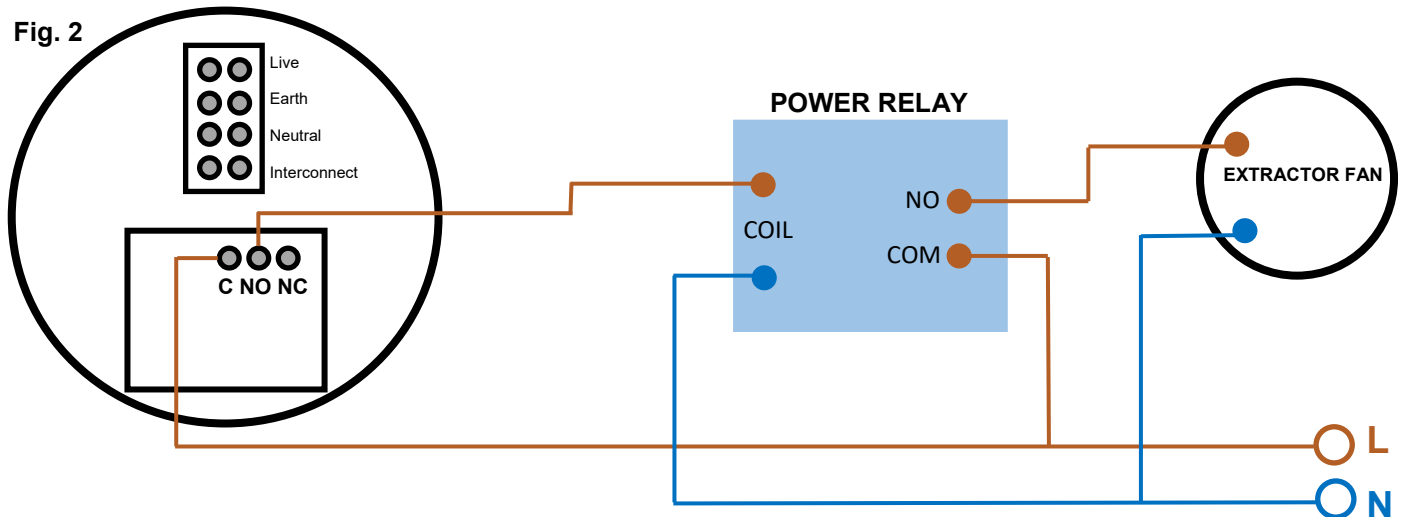 Fig. 2
Live
Earth
Neutral
Interconnect
C NO NC
POWER RELAY
COIL
NO
COM
EXTRACTOR FAN
L
N